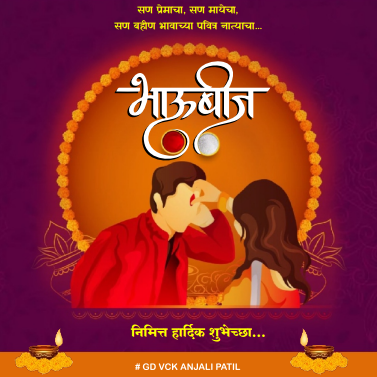 सण प्रेमाचा, सण मायेचा,
सण बहीण भावाच्या पवित्र नात्याचा...
भाऊबीज
निमित्त हार्दिक शुभेच्छा...
# GD VCK ANJALI PATIL